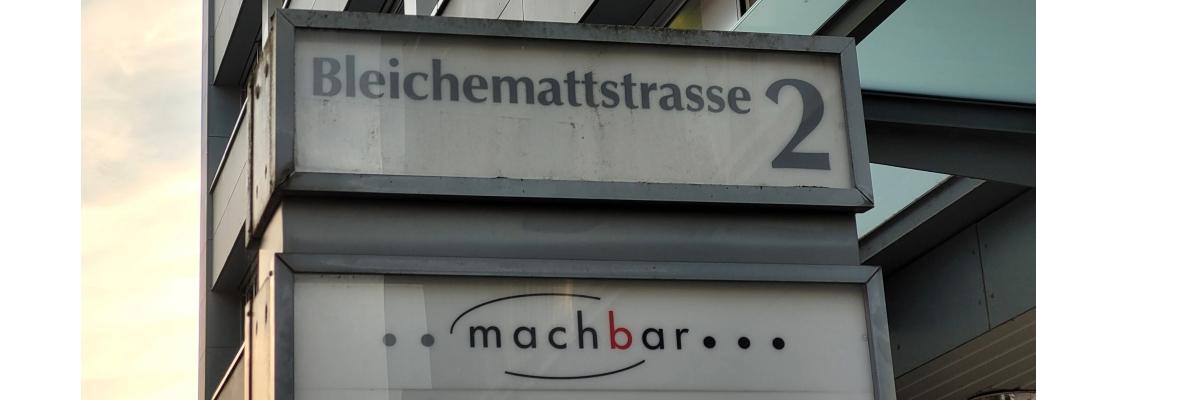 Bleichemattstrasse 2
••machbar•••